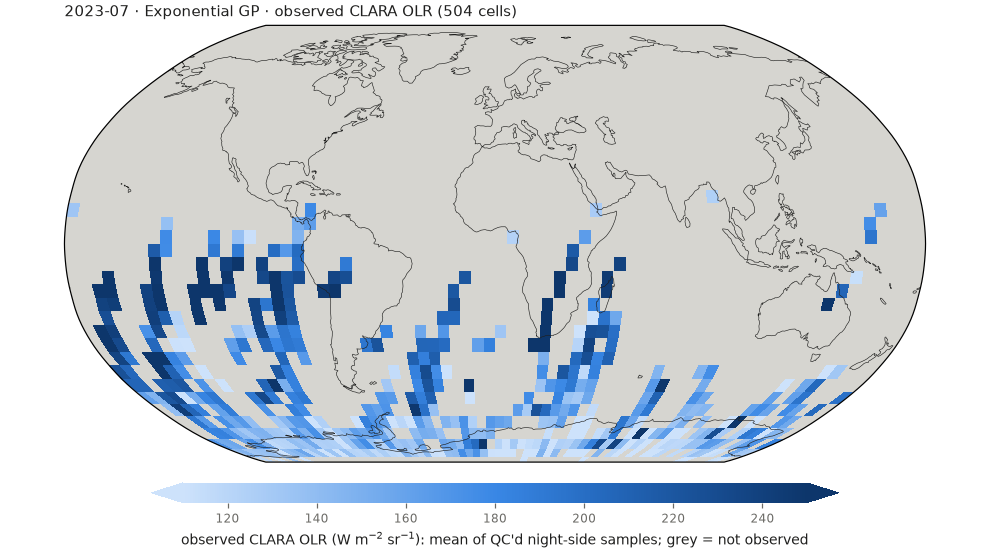 2023-07 · Exponential GP · observed CLARA OLR (504 cells)
120 140 160 180 200 220 240
observed CLARA OLR (W m⁻² sr⁻¹): mean of QC'd night-side samples; grey = not observed